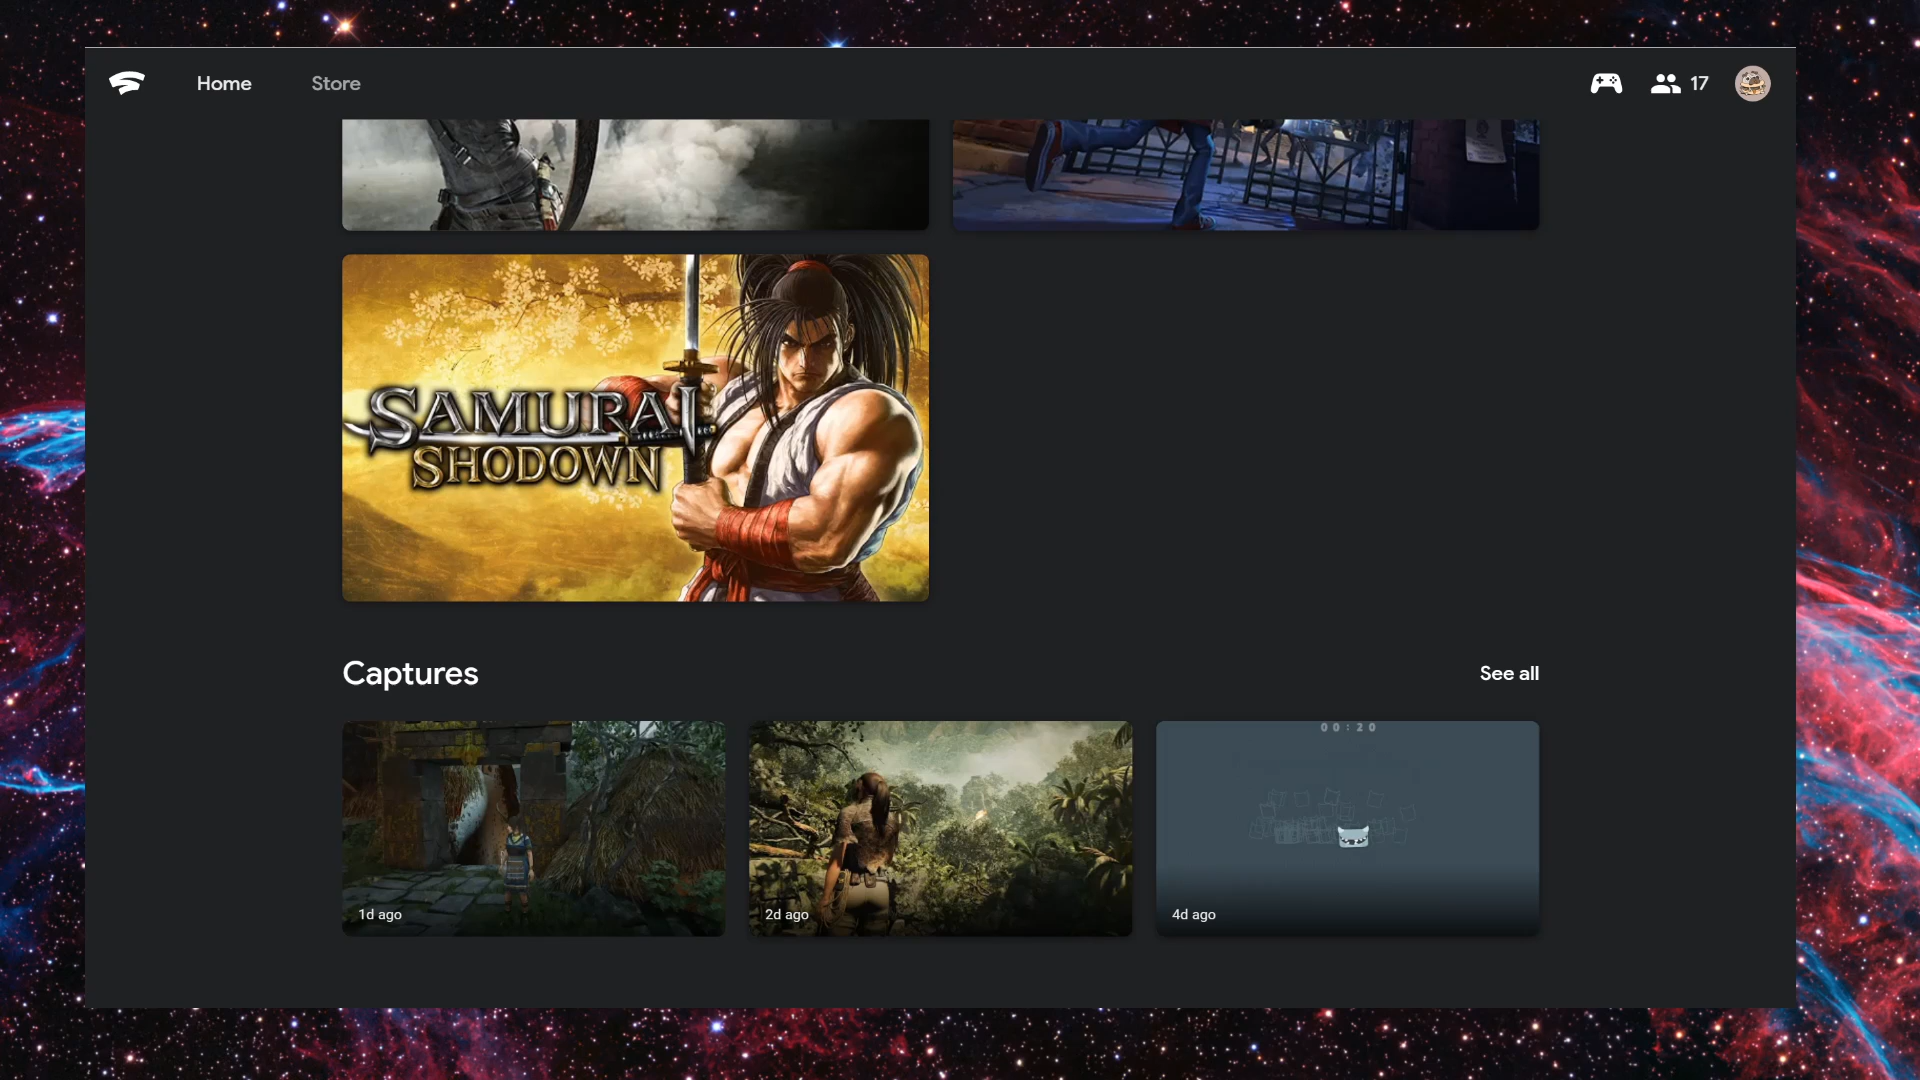 Home
Store
17
SAMURAI
SHODOWN
Captures
See all
1d ago
2d ago
00:20
4d ago